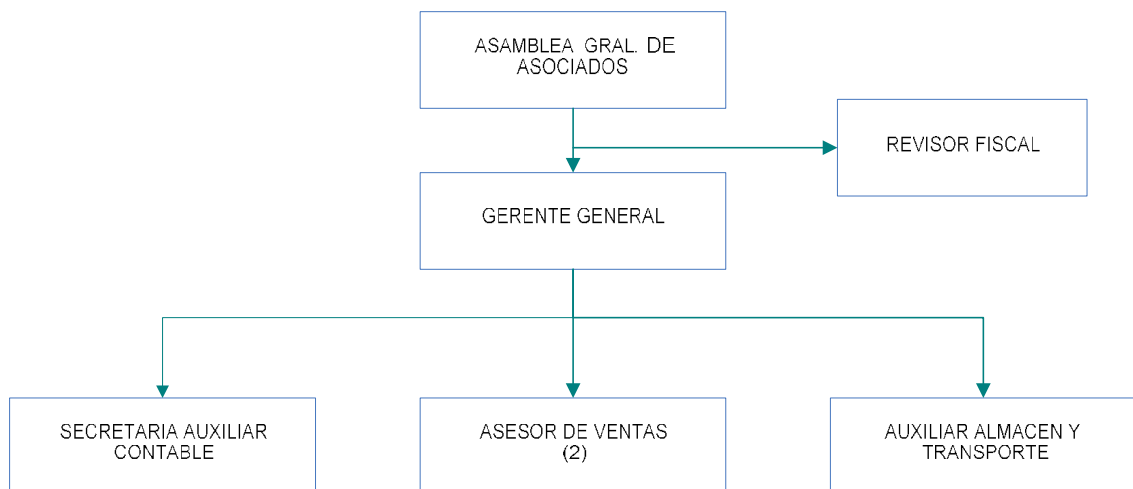 ASAMBLEA GRAL. DE
ASOCIADOS
REVISOR FISCAL
GERENTE GENERAL
SECRETARIA AUXILIAR
CONTABLE
ASESOR DE VENTAS
(2)
AUXILIAR ALMACEN Y
TRANSPORTE